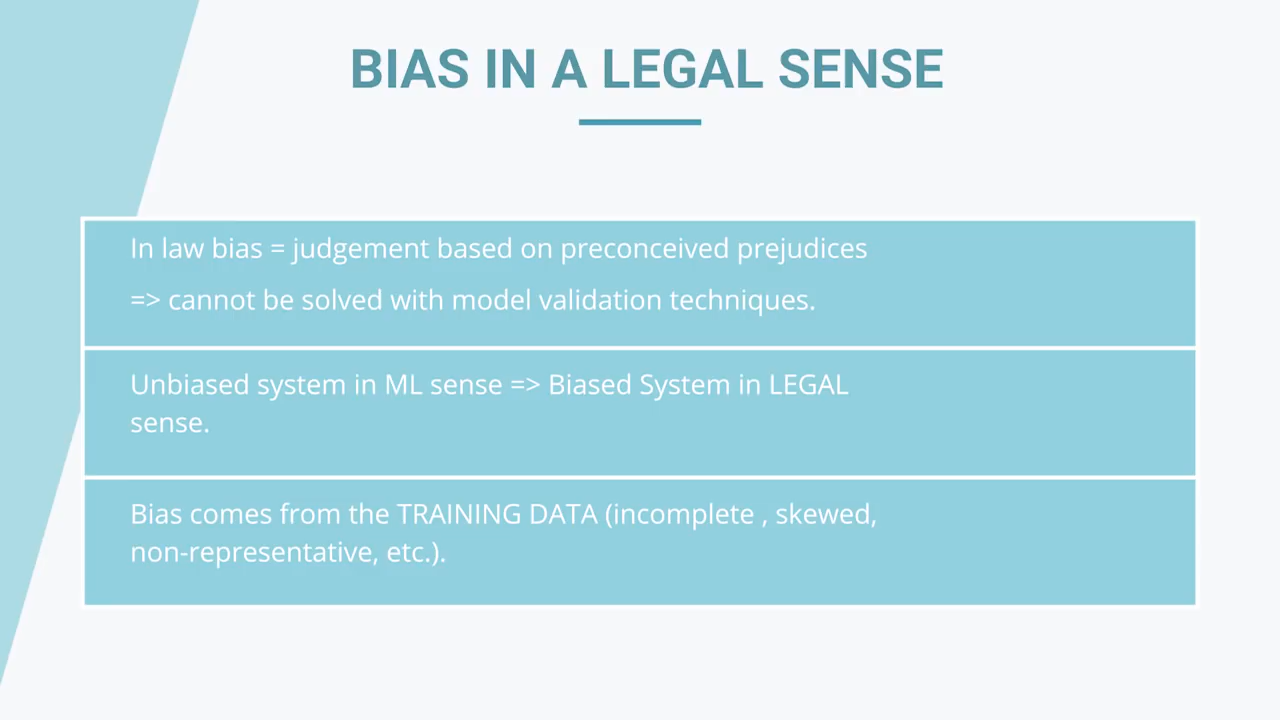 BIAS IN A LEGAL SENSE
In law bias = judgement based on preconceived prejudices
=> cannot be solved with model validation techniques.
Unbiased system in ML sense => Biased System in LEGAL
sense.
Bias comes from the TRAINING DATA (incomplete , skewed,
non-representative, etc.).